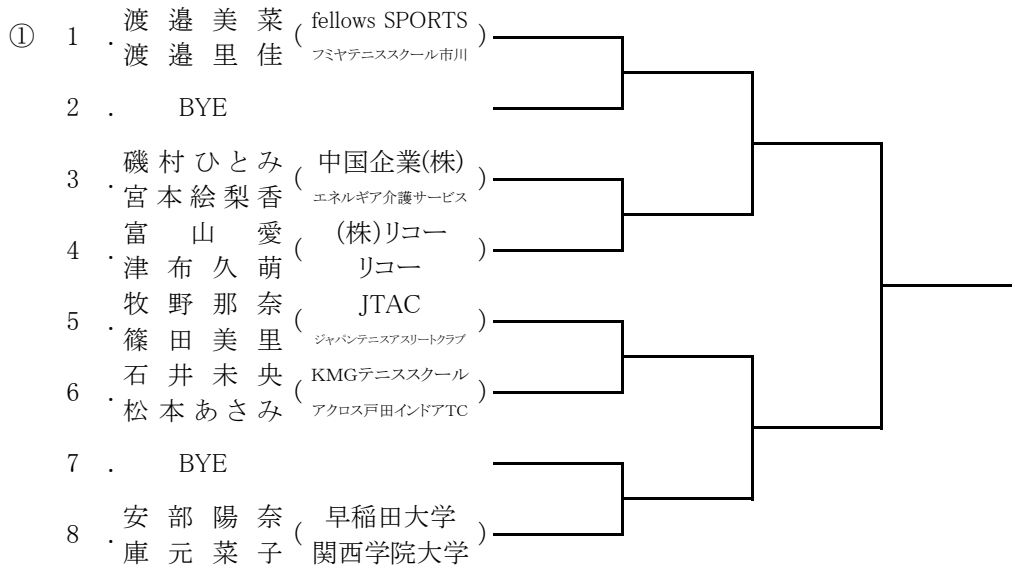 ① 1 . 渡邉美菜 ( fellows SPORTS )
渡邉里佳 フミヤテニススクール市川
2 . BYE
3 . 磯村ひとみ ( 中国企業(株) )
宮本絵梨香 エネルギア介護サービス
4 . 富山愛 ( (株)リコー )
津布久萌 リコー
5 . 牧野那奈 ( JTAC )
篠田美里 ジャパンテニスアスリートクラブ
6 . 石井未央 ( KMGテニススクール )
松本あさみ アクロス戸田インドアTC
7 . BYE
8 . 安部陽奈 ( 早稲田大学 )
庫元菜子 関西学院大学